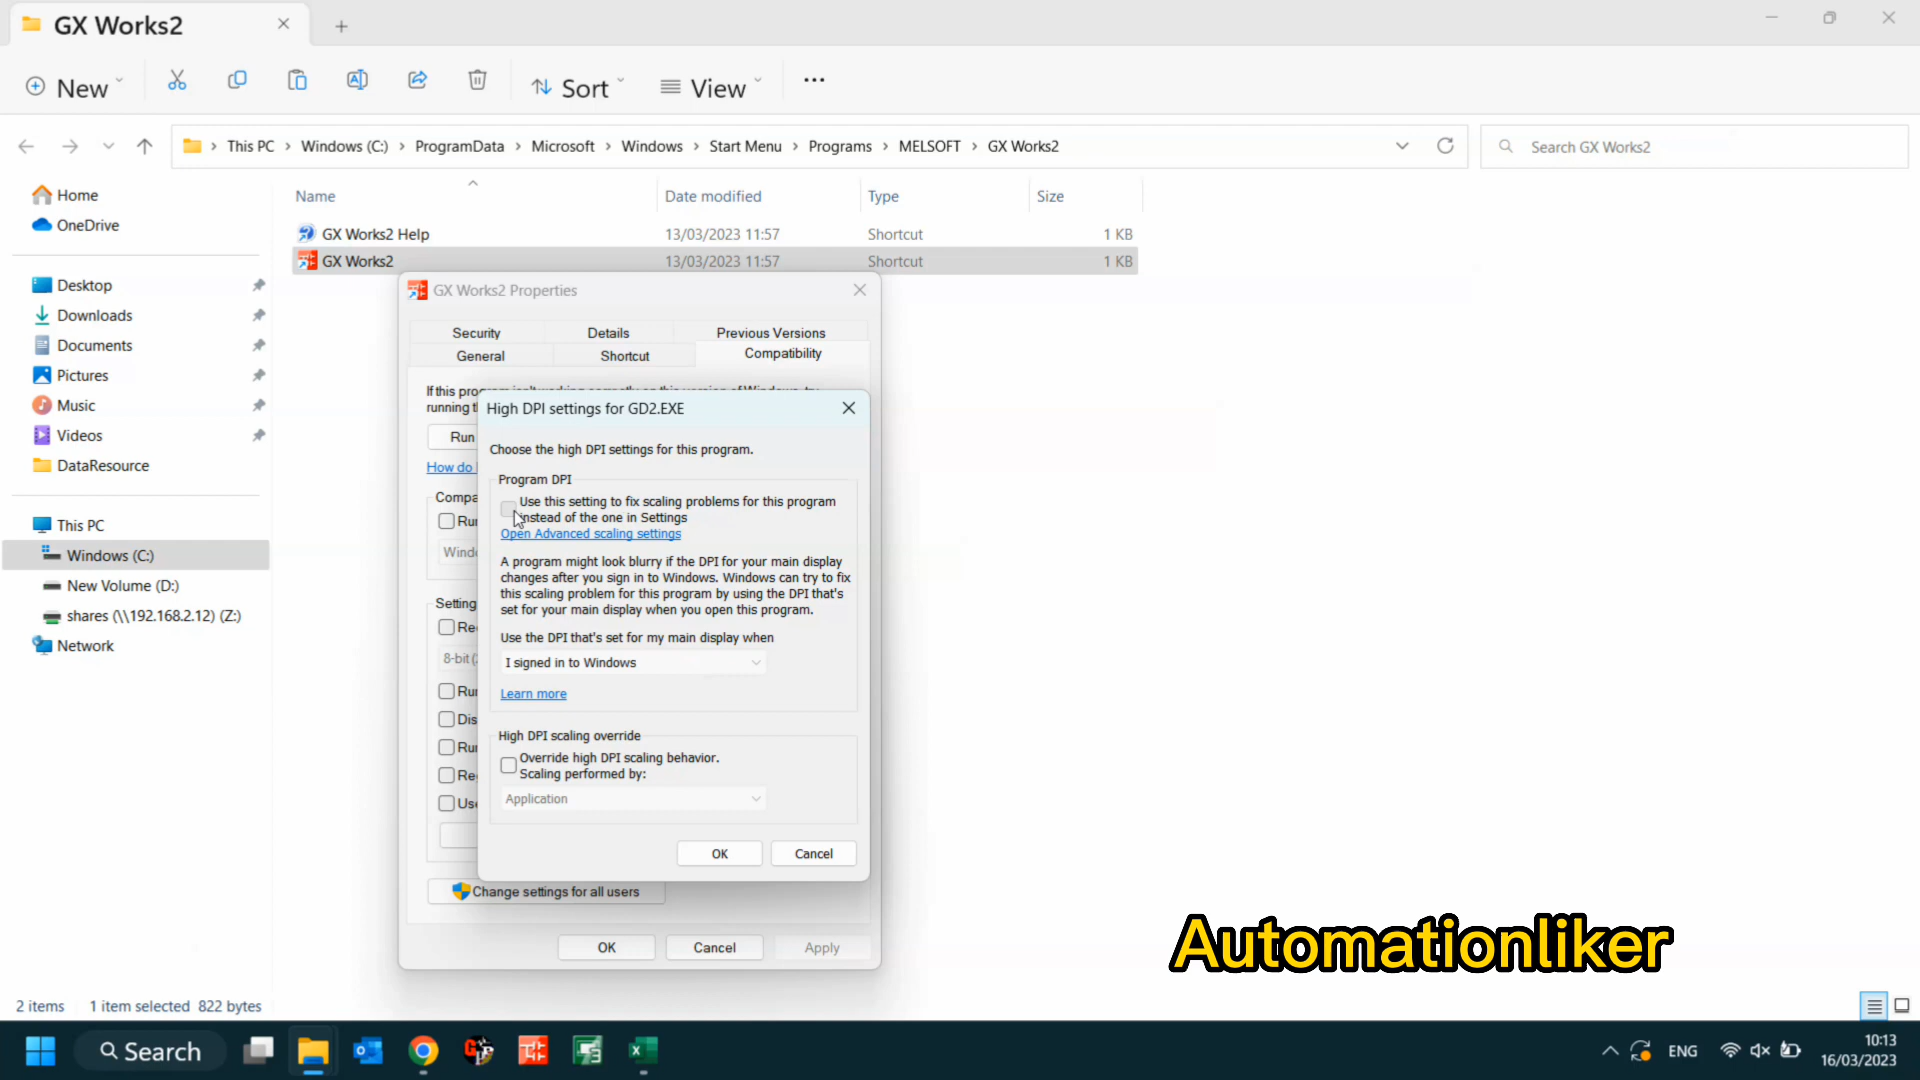 GX Works2
New
Sort
View
This PC
Windows (C:)
ProgramData
Microsoft
Windows
Start Menu
Programs
MELSOFT
GX Works2
Search GX Works2
Home
OneDrive
Desktop
Downloads
Documents
Pictures
Music
Videos
DataResource
This PC
Windows (C:)
New Volume (D:)
shares (\\192.168.2.12) (Z:)
Network
Name
Date modified
Type
Size
GX Works2 Help
13/03/2023 11:57
Shortcut
1 KB
GX Works2
13/03/2023 11:57
Shortcut
1 KB
GX Works2 Properties
Security
Details
Previous Versions
General
Shortcut
Compatibility
If this
running
Run
How do
High DPI settings for GD2.EXE
Choose the high DPI settings for this program.
Program DPI
Use this setting to fix scaling problems for this program
instead of the one in Settings
Open Advanced scaling settings
A program might look blurry if the DPI for your main display
changes after you sign in to Windows. Windows can try to fix
this scaling problem for this program by using the DPI that's
set for your main display when you open this program.
Use the DPI that's set for my main display when
I signed in to Windows
Learn more
High DPI scaling override
Override high DPI scaling behavior.
Scaling performed by:
Application
OK
Cancel
Change settings for all users
OK
Cancel
Apply
Automationliker
2 items
1 item selected 822 bytes
Search
ENG
10:13
16/03/2023